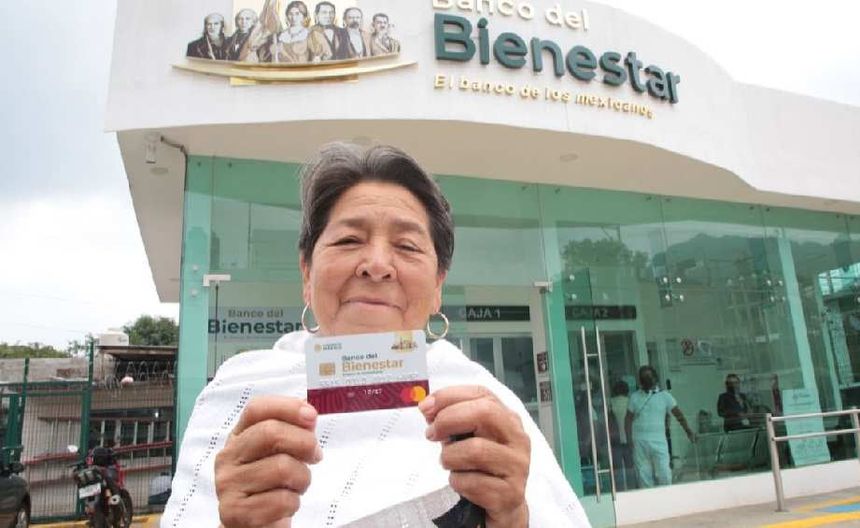 Banco del
Bienestar
El banco de los mexicanos
Banco del
Bienestar
CAJA 1
CAJA 2
Banco del
Bienestar